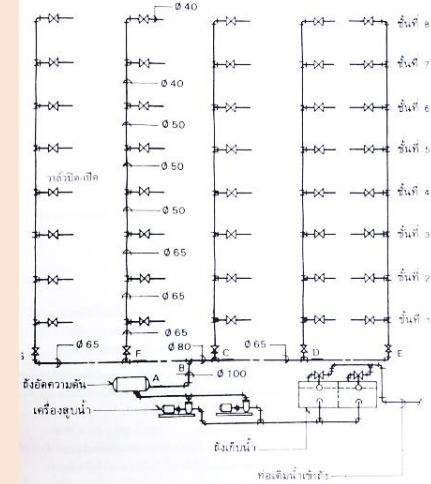 Ø 40
ชั้นที่ 8
ชั้นที่ 7
Ø 40
ชั้นที่ 6
Ø 50
ชั้นที่ 5
Ø 50
วาล์วปิด-เปิด
ชั้นที่ 4
Ø 50
ชั้นที่ 3
Ø 65
ชั้นที่ 2
Ø 65
ชั้นที่ 1
Ø 65
Ø 65 F Ø 80 C Ø 65 D E
B
ถังอัดความดัน A Ø 100
เครื่องสูบน้ำ
ถังเก็บน้ำ
ท่อเติมน้ำเข้าถัง